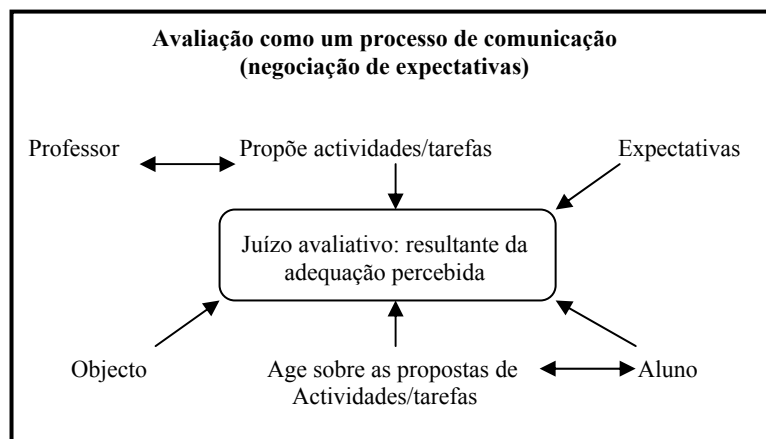 Avaliação como um processo de comunicação
(negociação de expectativas)
Professor
Propõe actividades/tarefas
Expectativas
Juízo avaliativo: resultante da
adequação percebida
Objecto
Age sobre as propostas de
Actividades/tarefas
Aluno